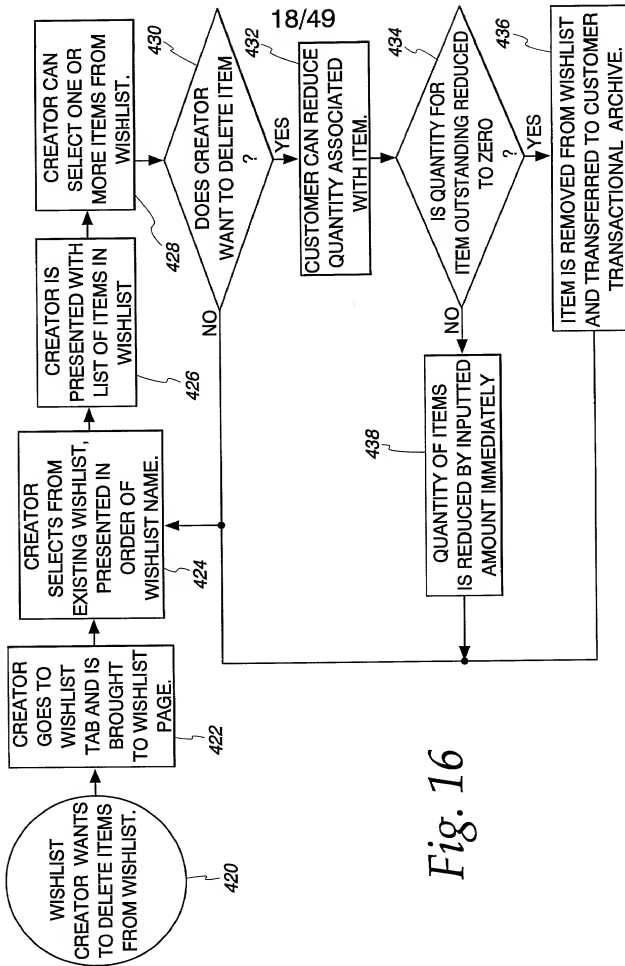 18/49
WISHLIST
CREATOR WANTS
TO DELETE ITEMS
FROM WISHLIST.
420
CREATOR
GOES TO
WISHLIST
TAB AND IS
BROUGHT
TO WISHLIST
PAGE.
422
CREATOR
SELECTS FROM
EXISTING WISHLIST,
PRESENTED IN
ORDER OF
WISHLIST NAME.
424
CREATOR IS
PRESENTED WITH
LIST OF ITEMS IN
WISHLIST
426
CREATOR CAN
SELECT ONE OR
MORE ITEMS FROM
WISHLIST.
428
430
DOES CREATOR
WANT TO DELETE ITEM
?
NO
YES
432
CUSTOMER CAN REDUCE
QUANTITY ASSOCIATED
WITH ITEM.
434
IS QUANTITY FOR
ITEM OUTSTANDING REDUCED
TO ZERO
?
NO
YES
438
QUANTITY OF ITEMS
IS REDUCED BY INPUTTED
AMOUNT IMMEDIATELY
436
ITEM IS REMOVED FROM WISHLIST
AND TRANSFERRED TO CUSTOMER
TRANSACTIONAL ARCHIVE.
Fig. 16